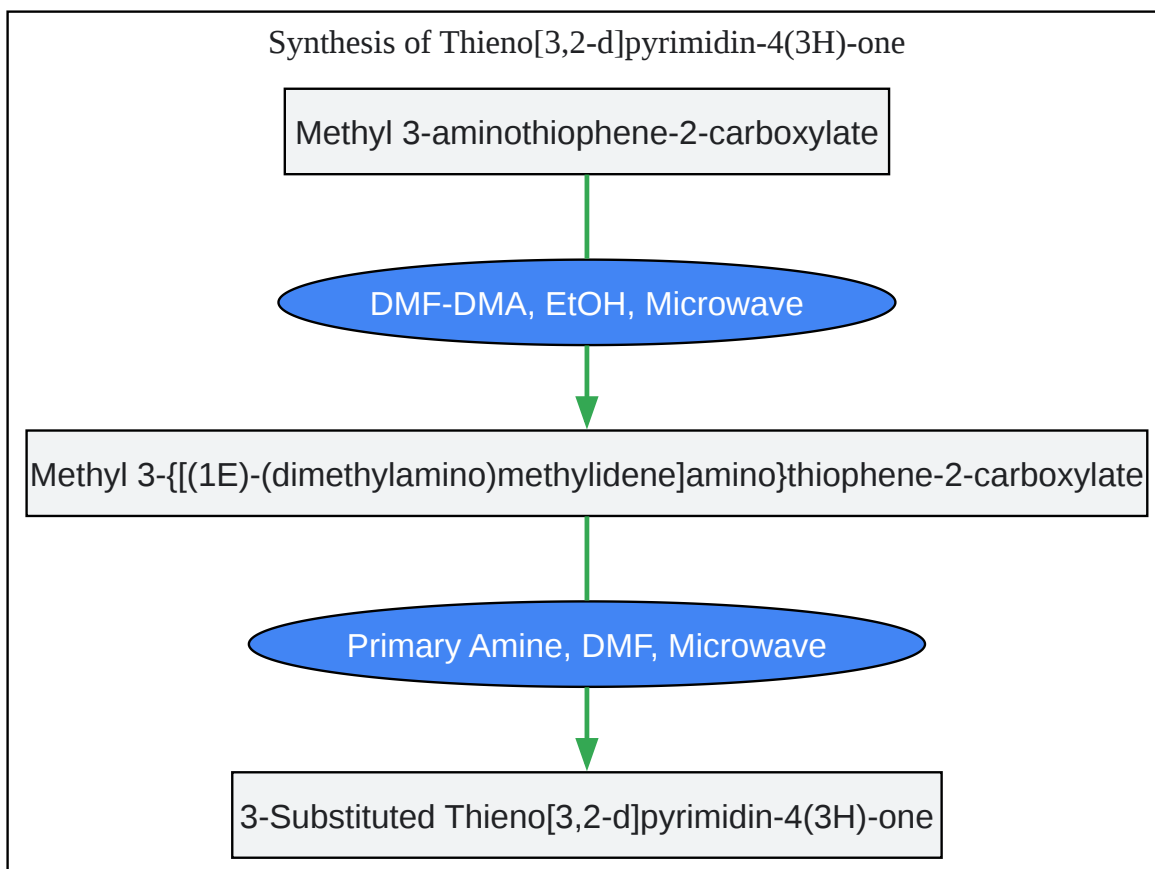 Synthesis of Thieno[3,2-d]pyrimidin-4(3H)-one
Methyl 3-aminothiophene-2-carboxylate
DMF-DMA, EtOH, Microwave
Methyl 3-{[(1E)-(dimethylamino)methylidene]amino}thiophene-2-carboxylate
Primary Amine, DMF, Microwave
3-Substituted Thieno[3,2-d]pyrimidin-4(3H)-one